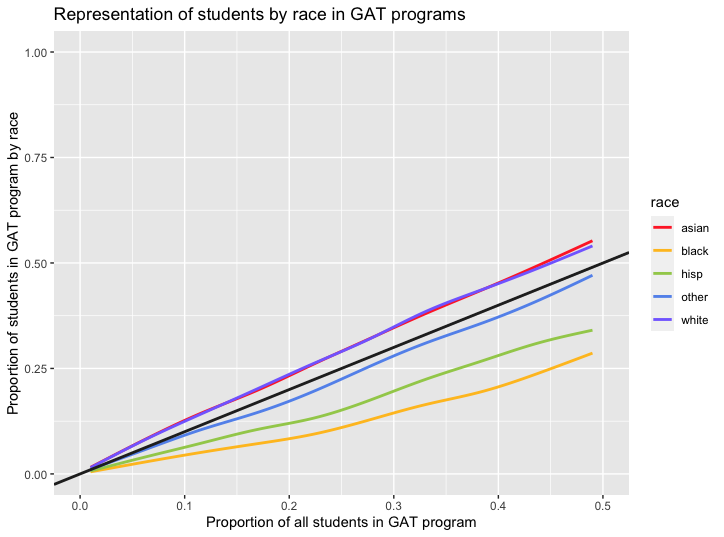 Representation of students by race in GAT programs
Proportion of students in GAT program by race
1.00
0.75
0.50
0.25
0.00
0.0 0.1 0.2 0.3 0.4 0.5
Proportion of all students in GAT program
race
asian
black
hisp
other
white